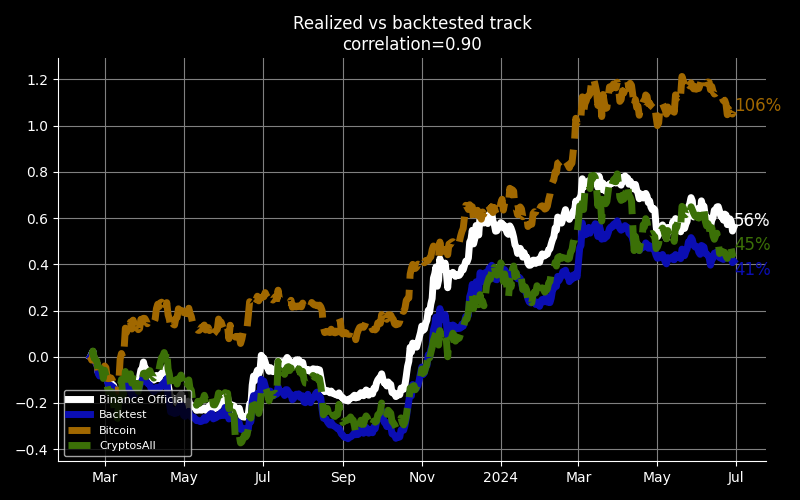 Realized vs backtested track
correlation=0.90
1.2
1.0
0.8
0.6
0.4
0.2
0.0
−0.2
−0.4
106%
56%
45%
41%
Binance Official
Backtest
Bitcoin
CryptosAll
Mar May Jul Sep Nov 2024 Mar May Jul